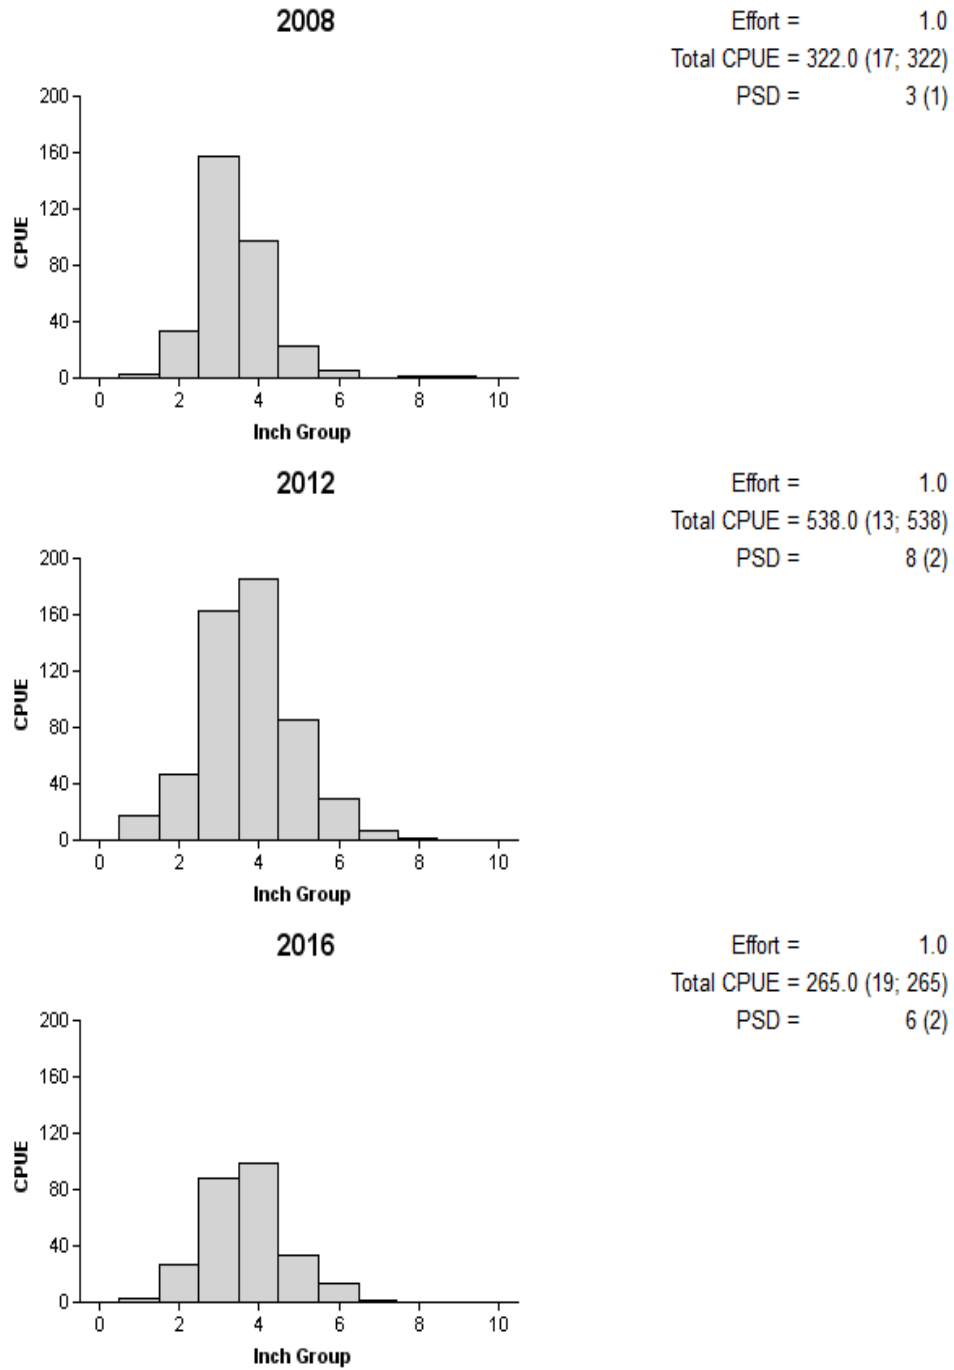 2008
Effort = 1.0
Total CPUE = 322.0 (17; 322)
PSD = 3 (1)
200
160
120
80
40
0
CPUE
0 2 4 6 8 10
Inch Group
2012
Effort = 1.0
Total CPUE = 538.0 (13; 538)
PSD = 8 (2)
200
160
120
80
40
0
CPUE
0 2 4 6 8 10
Inch Group
2016
Effort = 1.0
Total CPUE = 265.0 (19; 265)
PSD = 6 (2)
200
160
120
80
40
0
CPUE
0 2 4 6 8 10
Inch Group